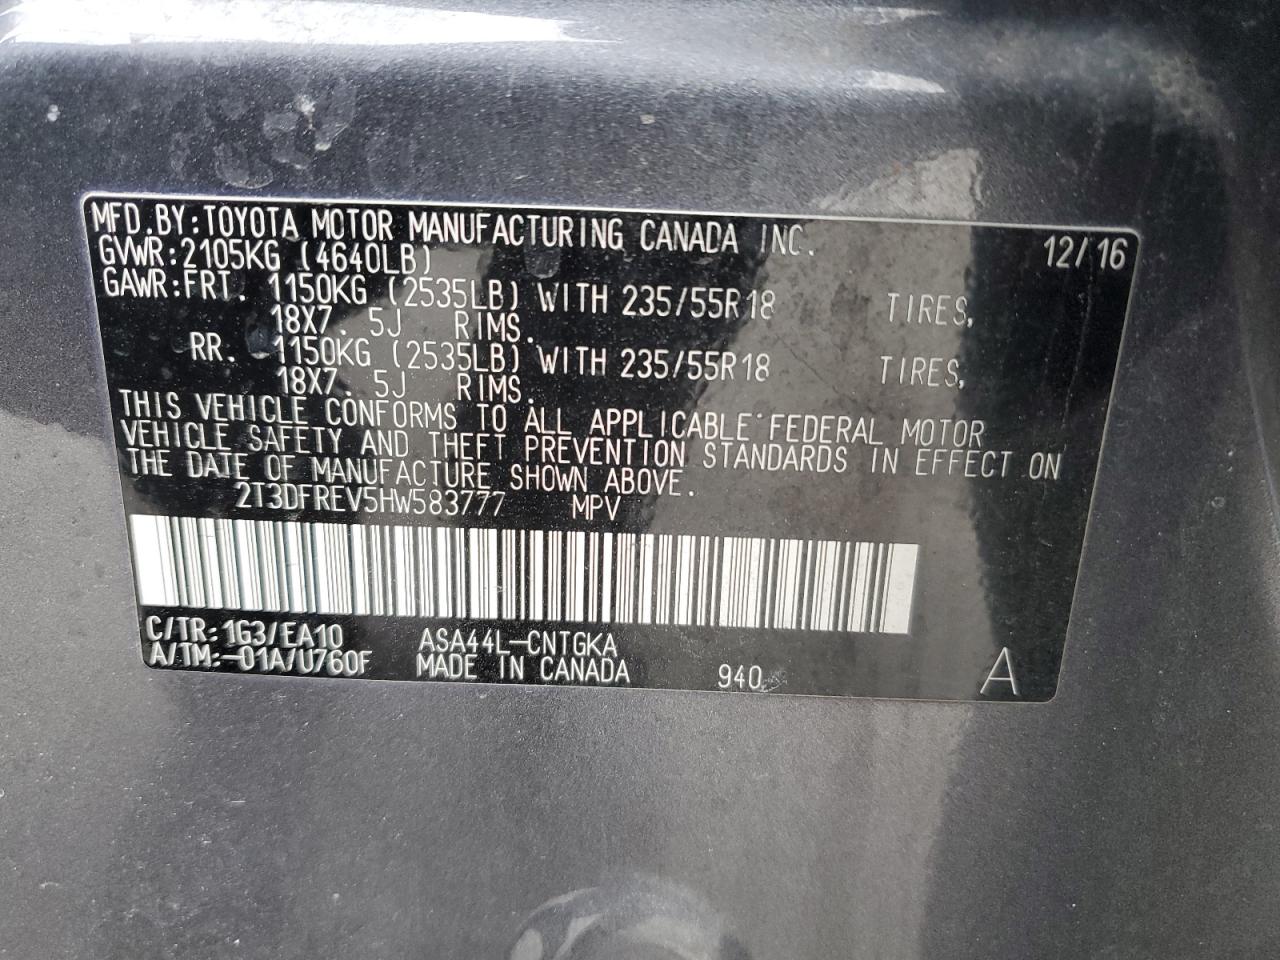 MFD.BY:TOYOTA MOTOR MANUFACTURING CANADA INC. 12/16
GVWR:2105KG (4640LB)
GAWR:FRT. 1150KG (2535LB) WITH 235/55R18 TIRES,
18X7. 5J RIMS.
RR. 1150KG (2535LB) WITH 235/55R18 TIRES,
18X7. 5J RIMS.
THIS VEHICLE CONFORMS TO ALL APPLICABLE FEDERAL MOTOR
VEHICLE SAFETY AND THEFT PREVENTION STANDARDS IN EFFECT ON
THE DATE OF MANUFACTURE SHOWN ABOVE.
2T3DFREV5HW583777 MPV
C/TR:1G3/EA10 ASA44L-CNTGKA
A/TM:-01A/U760F MADE IN CANADA 940 A